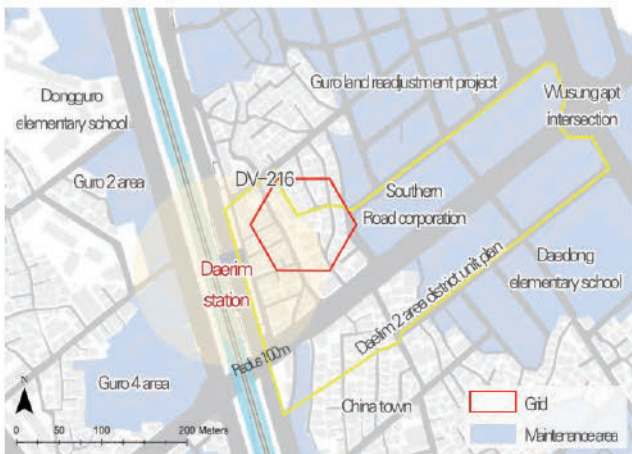 Guro land readjustment project
Wusung apt
intersection
Dongguro
elementary school
Guro 2 area
DV-216
Southern
Road corporation
Daerim
station
Daedong
elementary school
Daelim 2 area district unit plan
Radius 100m
Guro 4 area
China town
N
0 50 100 200 Meters
Grid
Maintenance area